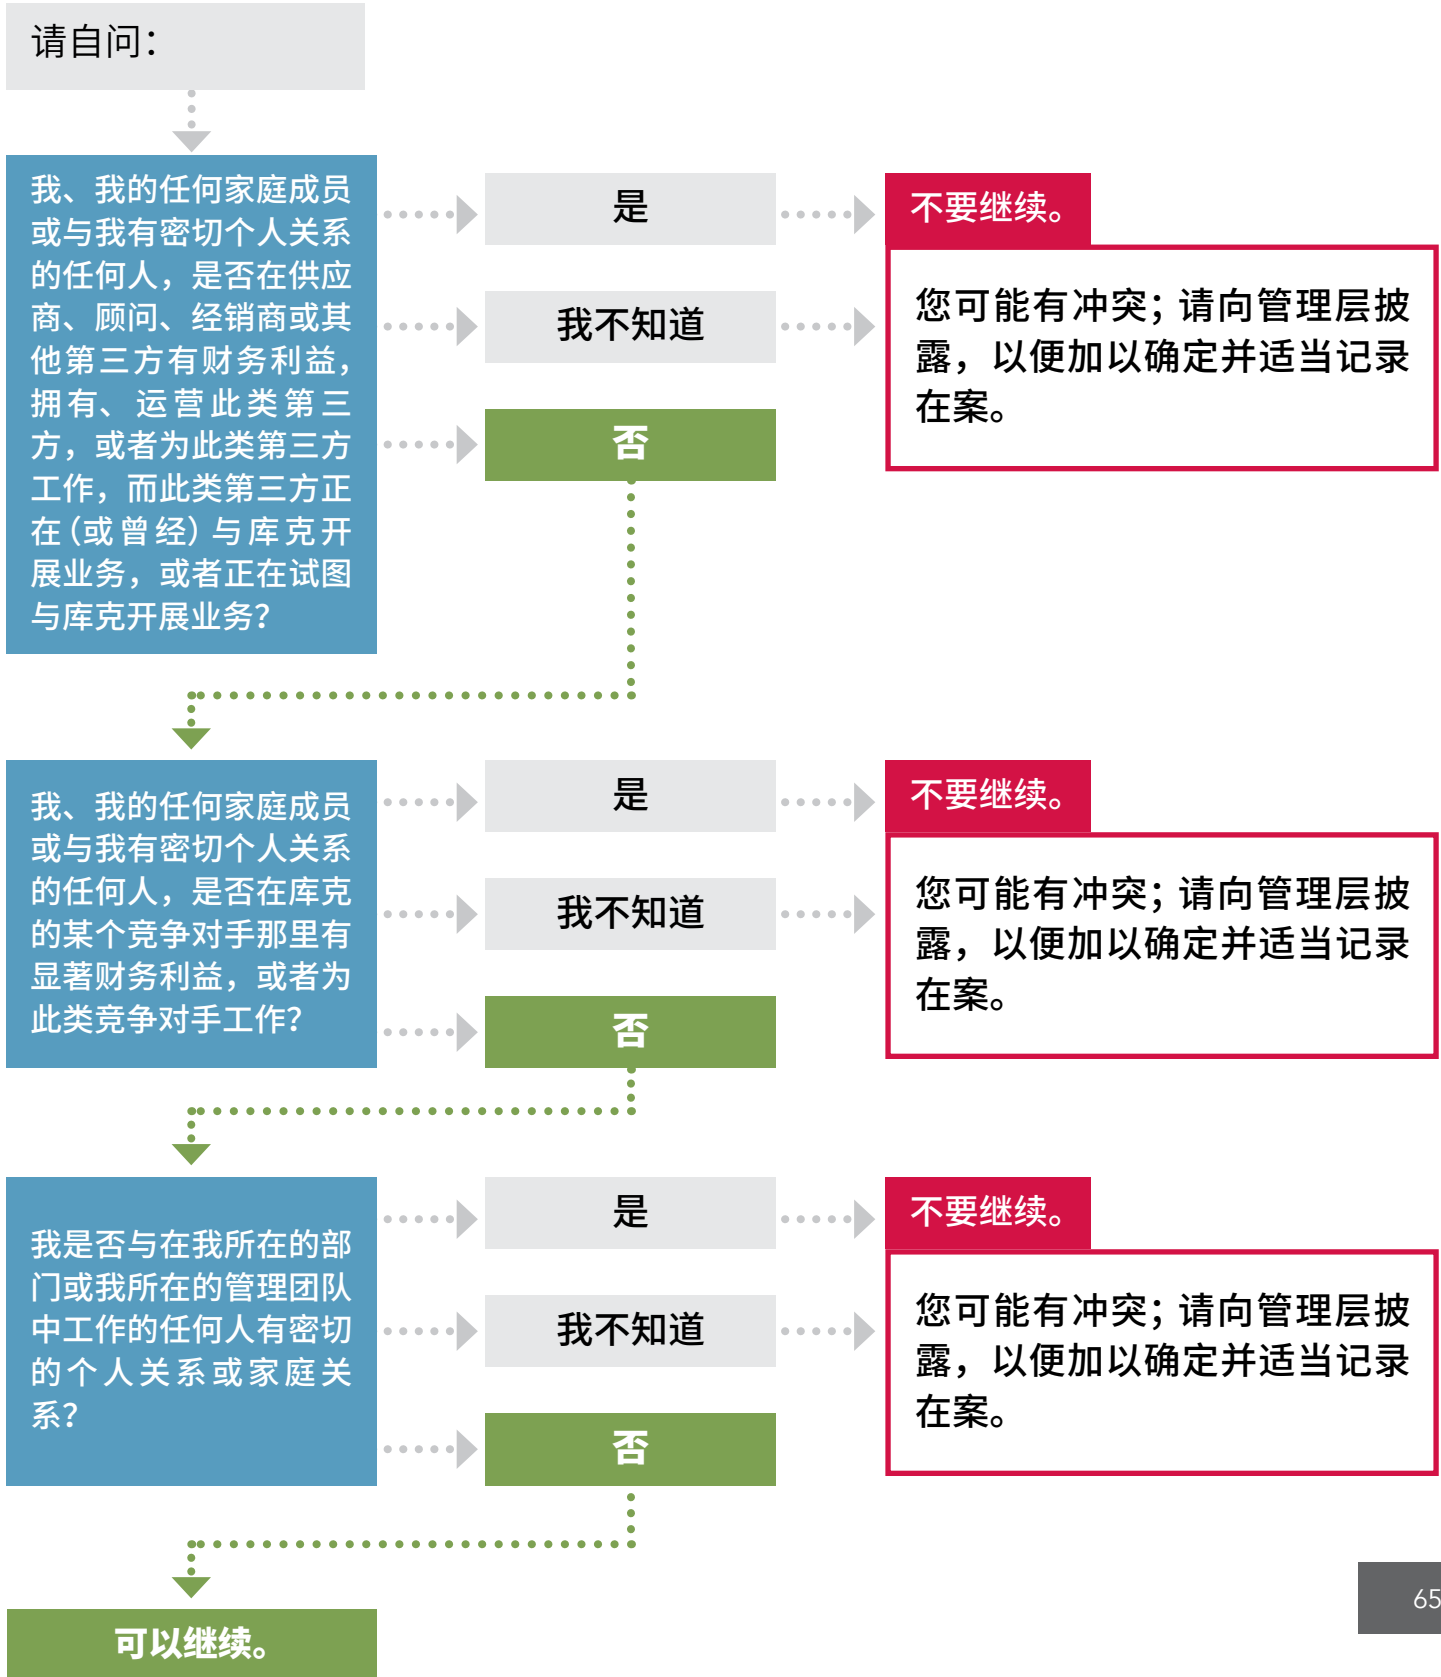 请自问：
我、我的任何家庭成员
或与我有密切个人关系
的任何人，是否在供应
商、顾问、经销商或其
他第三方有财务利益，
拥有、运营此类第三
方，或者为此类第三方
工作，而此类第三方正
在（或曾经）与库克开
展业务，或者正在试图
与库克开展业务？
是
我不知道
否
不要继续。
您可能有冲突；请向管理层披
露，以便加以确定并适当记录
在案。
我、我的任何家庭成员
或与我有密切个人关系
的任何人，是否在库克
的某个竞争对手那里有
显著财务利益，或者为
此类竞争对手工作？
是
我不知道
否
不要继续。
您可能有冲突；请向管理层披
露，以便加以确定并适当记录
在案。
我是否与在我所在的部
门或我所在的管理团队
中工作的任何人有密切
的个人关系或家庭关
系？
是
我不知道
否
不要继续。
您可能有冲突；请向管理层披
露，以便加以确定并适当记录
在案。
可以继续。
65